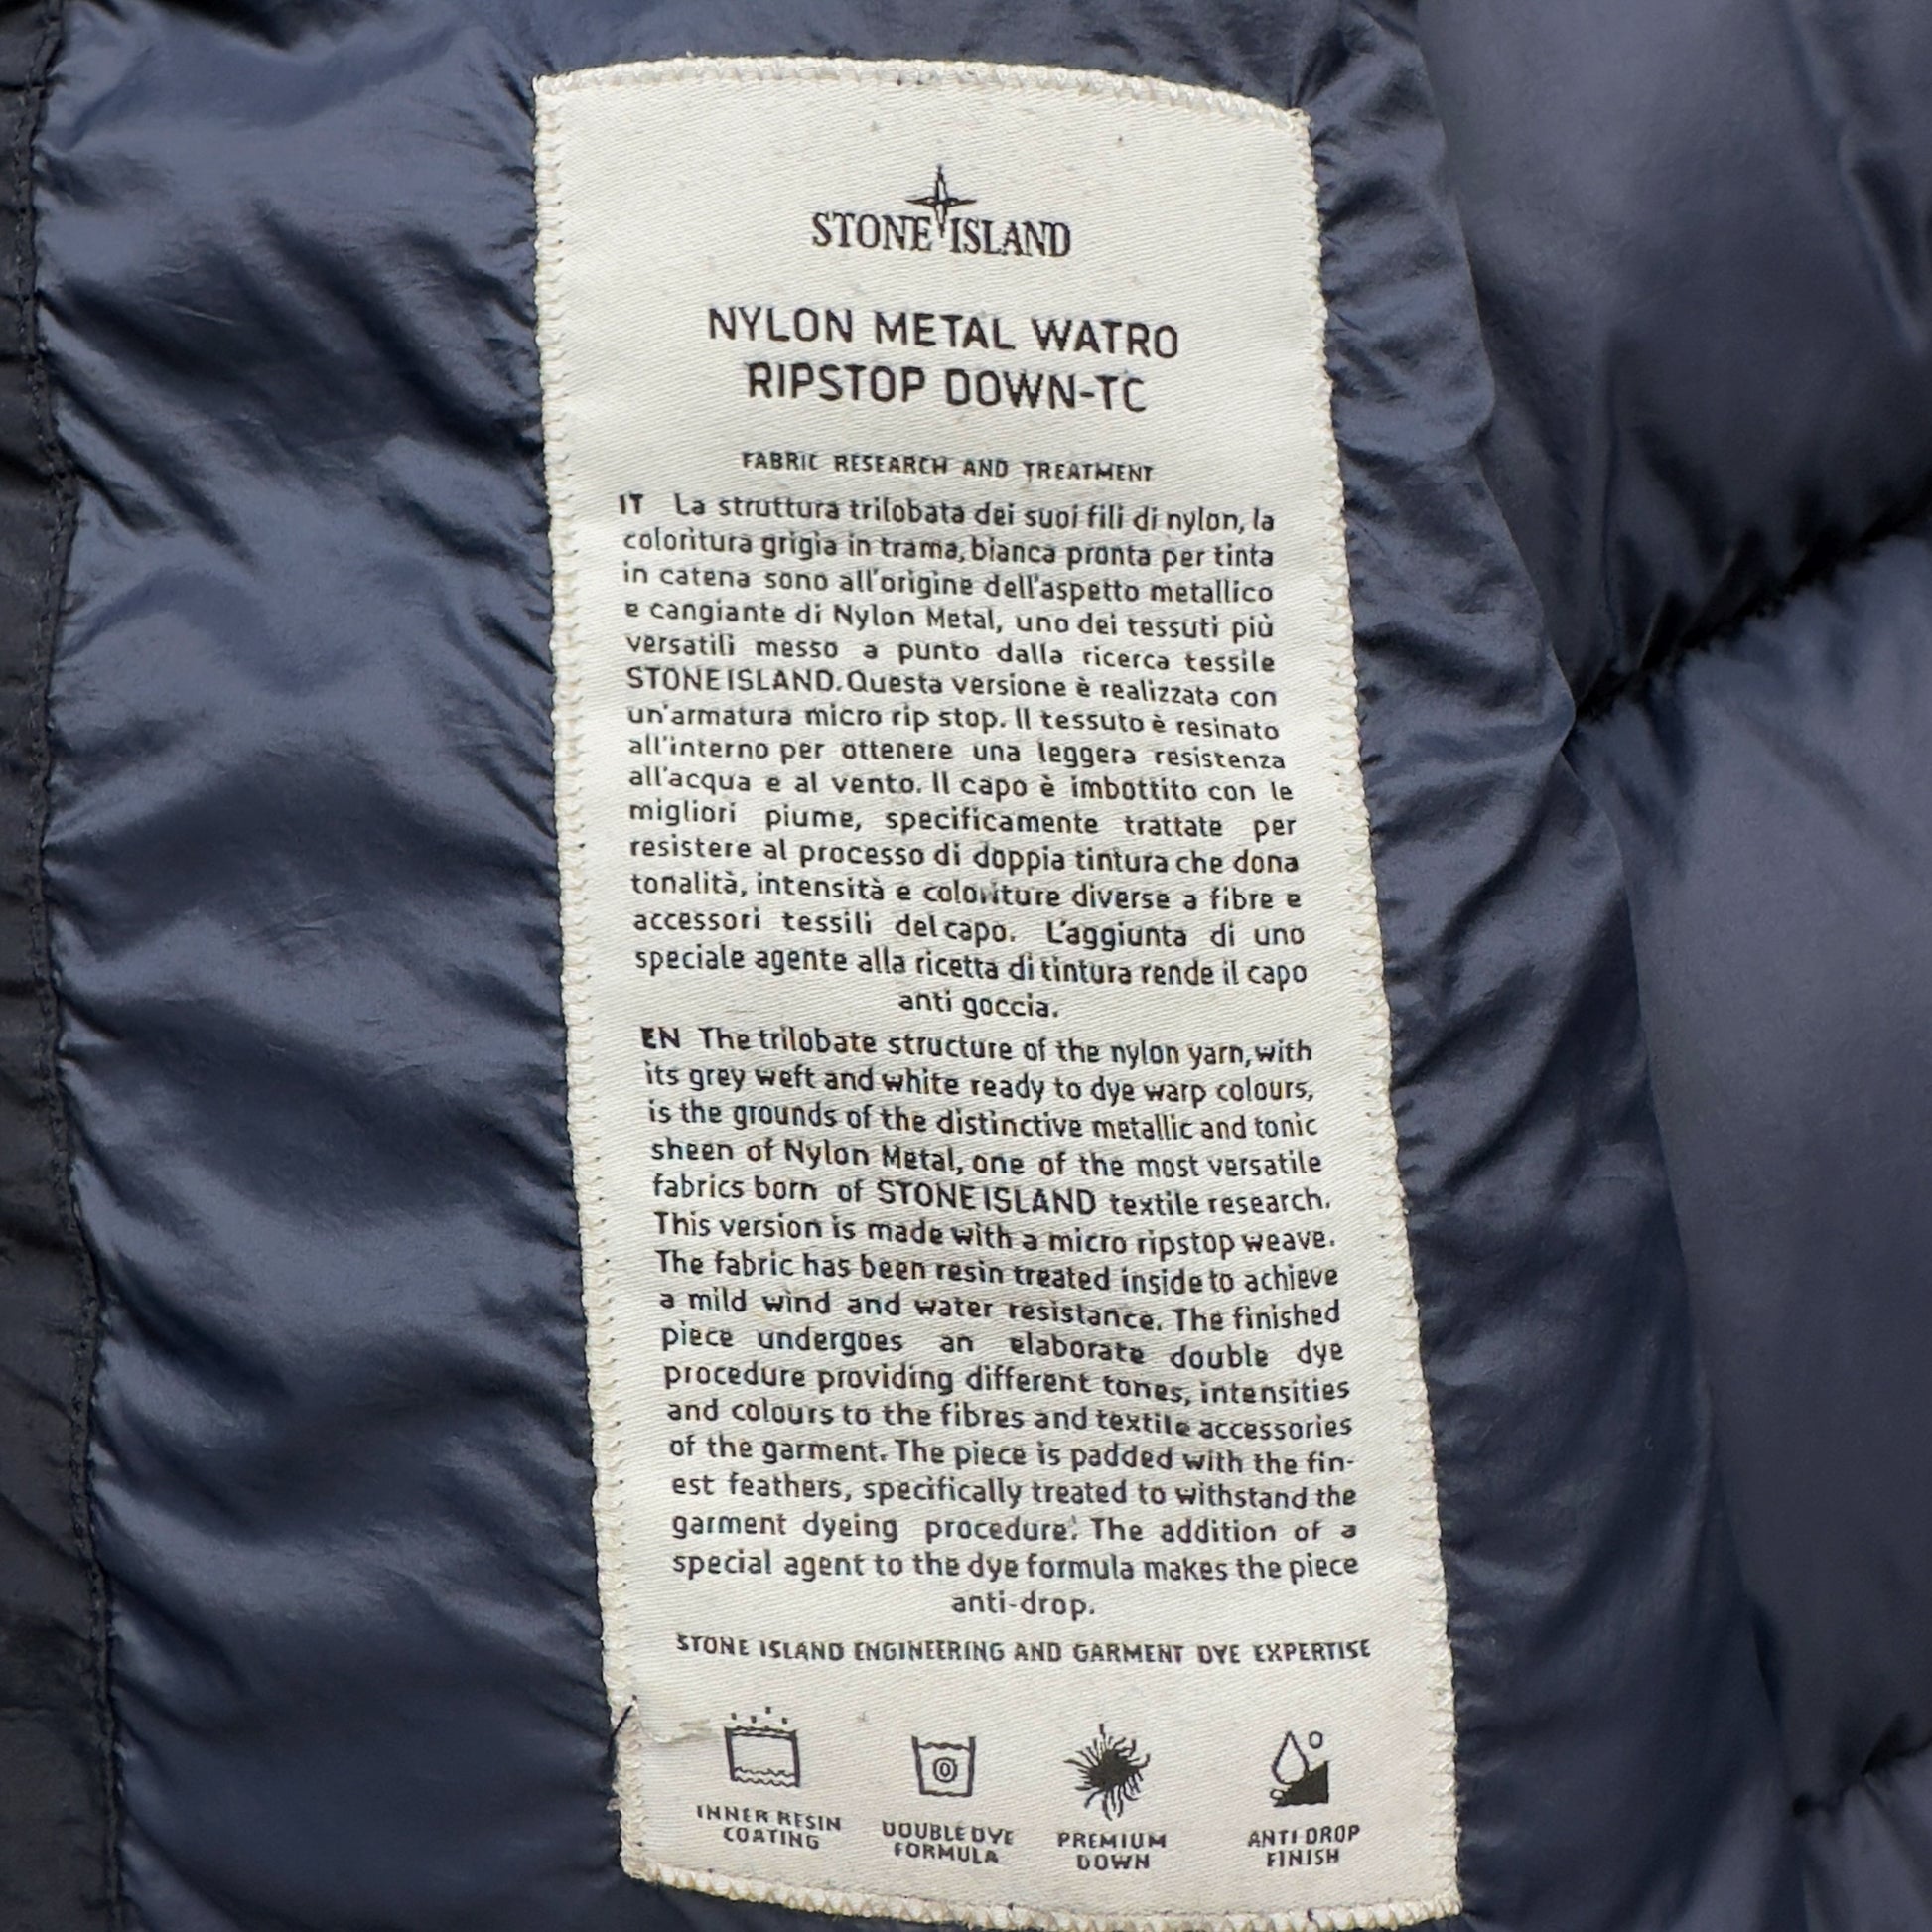 STONE ISLAND
NYLON METAL WATRO
RIPSTOP DOWN-TC
FABRIC RESEARCH AND TREATMENT
IT La struttura trilobata dei suoi fili di nylon, la
coloritura grigia in trama, bianca pronta per tinta
in catena sono all'origine dell'aspetto metallico
e cangiante di Nylon Metal, uno dei tessuti più
versatili messo a punto dalla ricerca tessile
STONE ISLAND. Questa versione è realizzata con
un'armatura micro rip stop. Il tessuto è resinato
all'interno per ottenere una leggera resistenza
all'acqua e al vento. Il capo è imbottito con le
migliori piume, specificamente trattate per
resistere al processo di doppia tintura che dona
tonalità, intensità e coloriture diverse a fibre e
accessori tessili del capo. L'aggiunta di uno
speciale agente alla ricetta di tintura rende il capo
anti goccia.
EN The trilobate structure of the nylon yarn, with
its grey weft and white ready to dye warp colours,
is the grounds of the distinctive metallic and tonic
sheen of Nylon Metal, one of the most versatile
fabrics born of STONE ISLAND textile research.
This version is made with a micro ripstop weave.
The fabric has been resin treated inside to achieve
a mild wind and water resistance. The finished
piece undergoes an elaborate double dye
procedure providing different tones, intensities
and colours to the fibres and textile accessories
of the garment. The piece is padded with the fin-
est feathers, specifically treated to withstand the
garment dyeing procedure. The addition of a
special agent to the dye formula makes the piece
anti-drop.
STONE ISLAND ENGINEERING AND GARMENT DYE EXPERTISE
INNER RESIN
COATING
DOUBLE DYE
FORMULA
PREMIUM
DOWN
ANTI DROP
FINISH